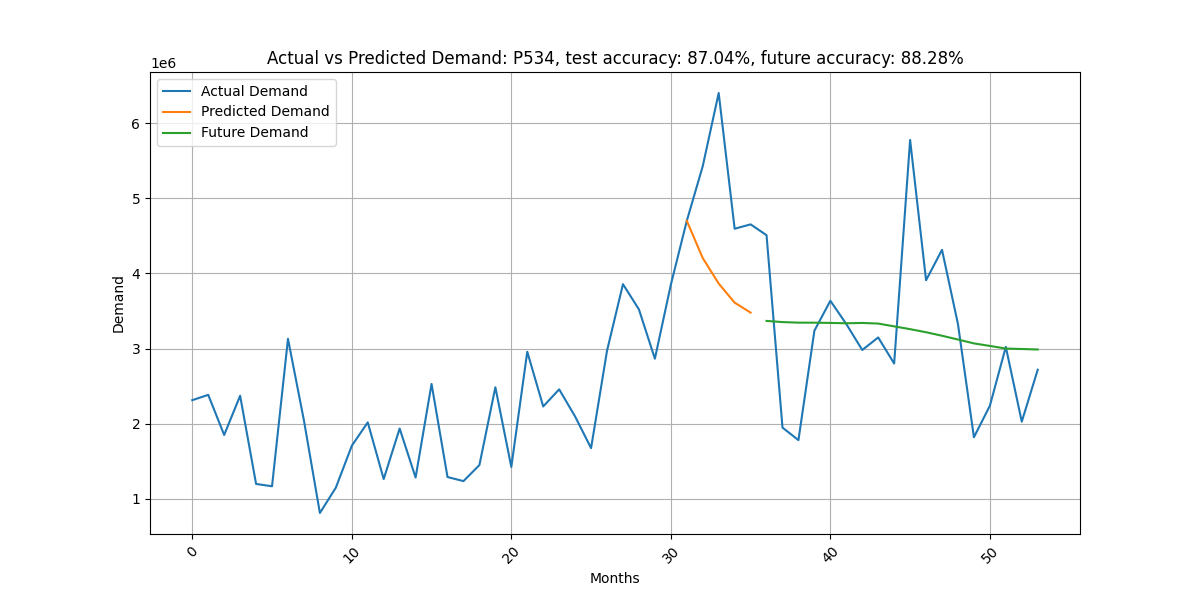 Actual vs Predicted Demand: P534, test accuracy: 87.04%, future accuracy: 88.28%
1e6
Actual Demand
Predicted Demand
Future Demand
6
5
4
3
2
1
Demand
0
10
20
30
40
50
Months